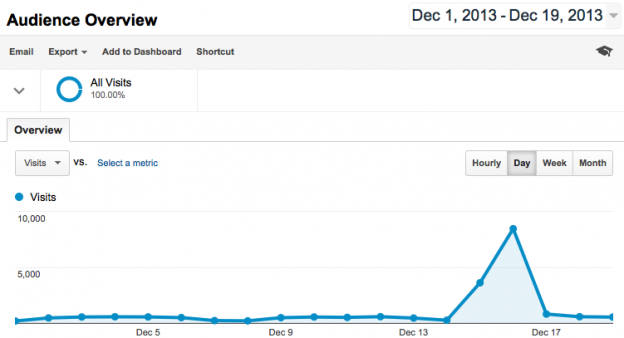 Audience Overview
Dec 1, 2013 - Dec 19, 2013
Email Export Add to Dashboard Shortcut
All Visits
100.00%
Overview
Visits vs. Select a metric
Hourly Day Week Month
Visits
10,000
5,000
Dec 5 Dec 9 Dec 13 Dec 17